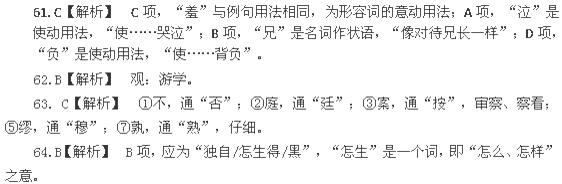 61.C【解析】 C 项，“羞”与例句用法相同，为形容词的意动用法；A 项，“泣”是
使动用法，“使……哭泣”；B 项，“兄”是名词作状语，“像对待兄长一样”；D 项，
“负”是使动用法，“使……背负”。
62.B【解析】 观：游学。
63. C【解析】 ①不，通“否”；②庭，通“廷”；③案，通“按”，审察、察看；
⑤缪，通“穆”；⑦孰，通“熟”，仔细。
64.B【解析】 B 项，应为“独自/怎生得/黑”，“怎生”是一个词，即“怎么、怎样”
之意。